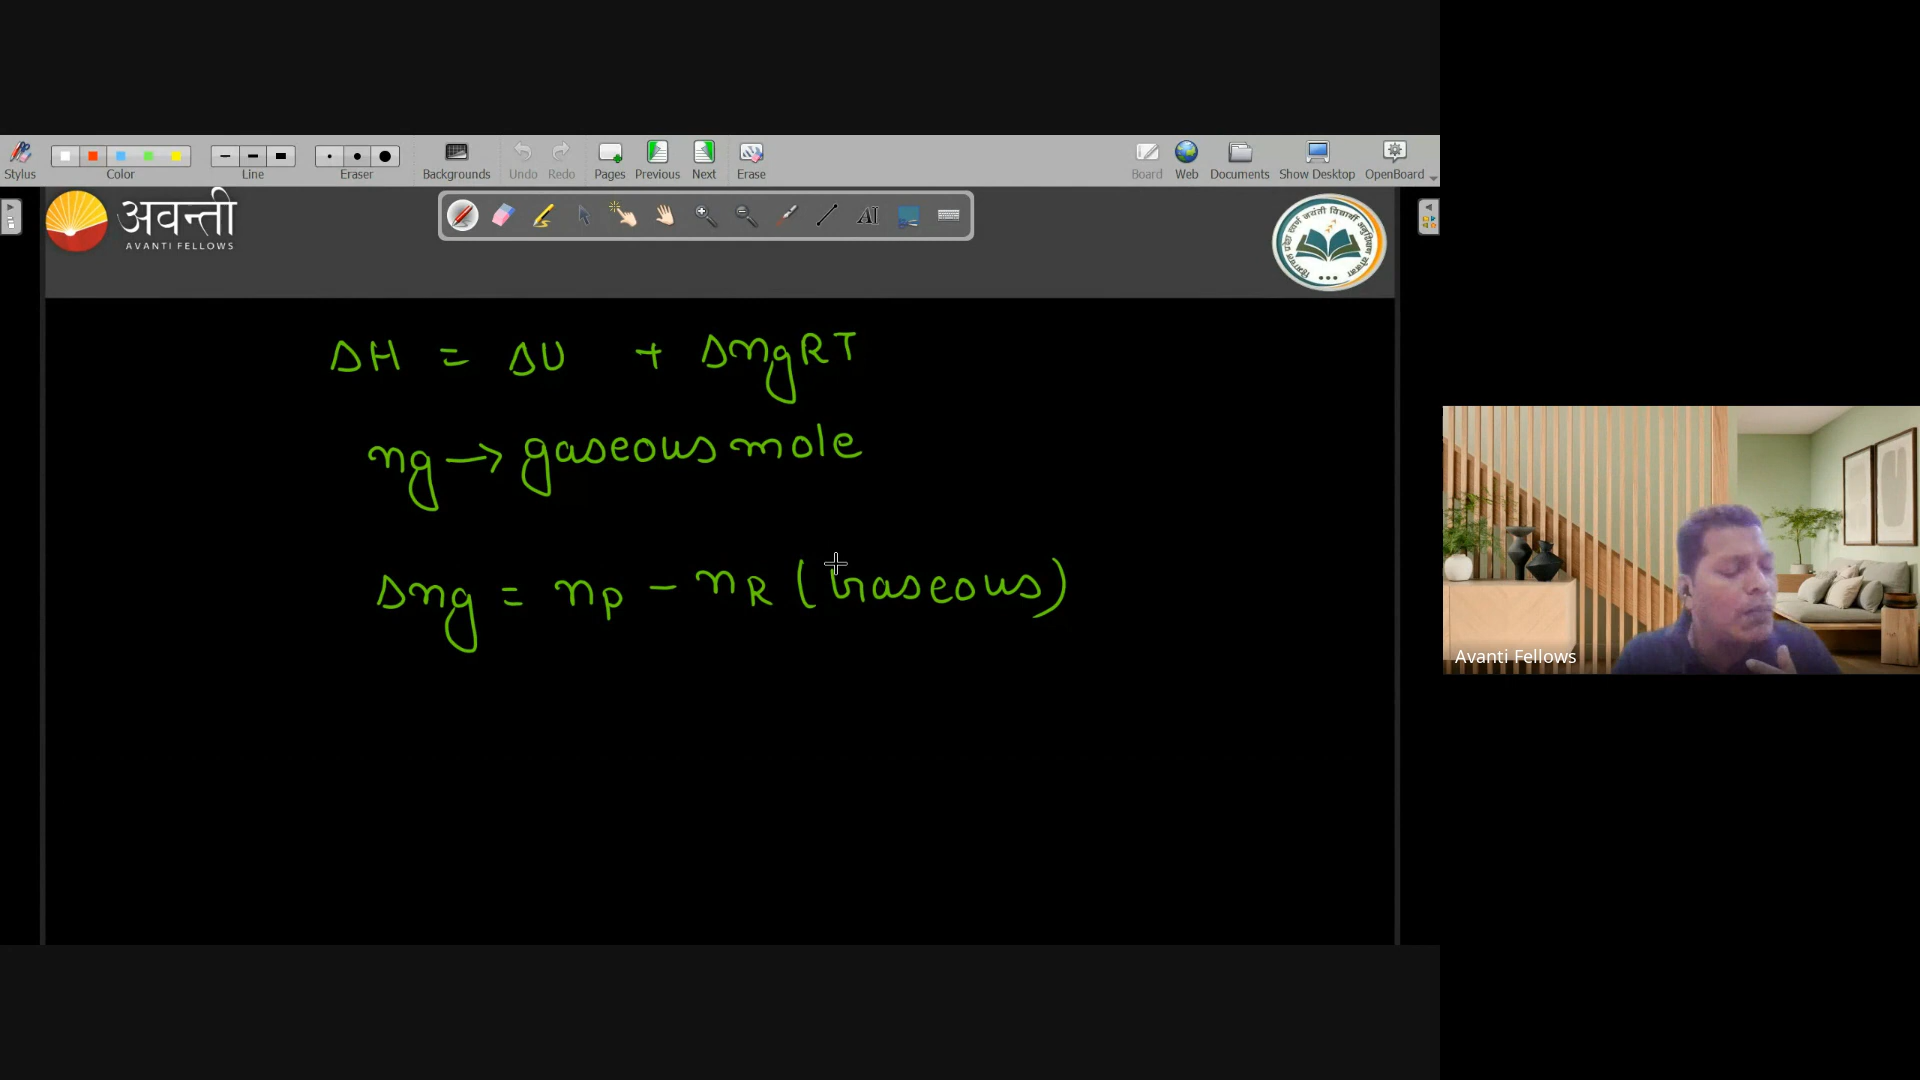 Stylus Color Line Eraser Backgrounds Undo Redo Pages Previous Next Erase Board Web Documents Show Desktop OpenBoard
अवन्ती
AVANTI FELLOWS
ΔH = ΔU + ΔngRT
ng → gaseous mole
Δng = nP − nR (Gaseous)
Avanti Fellows